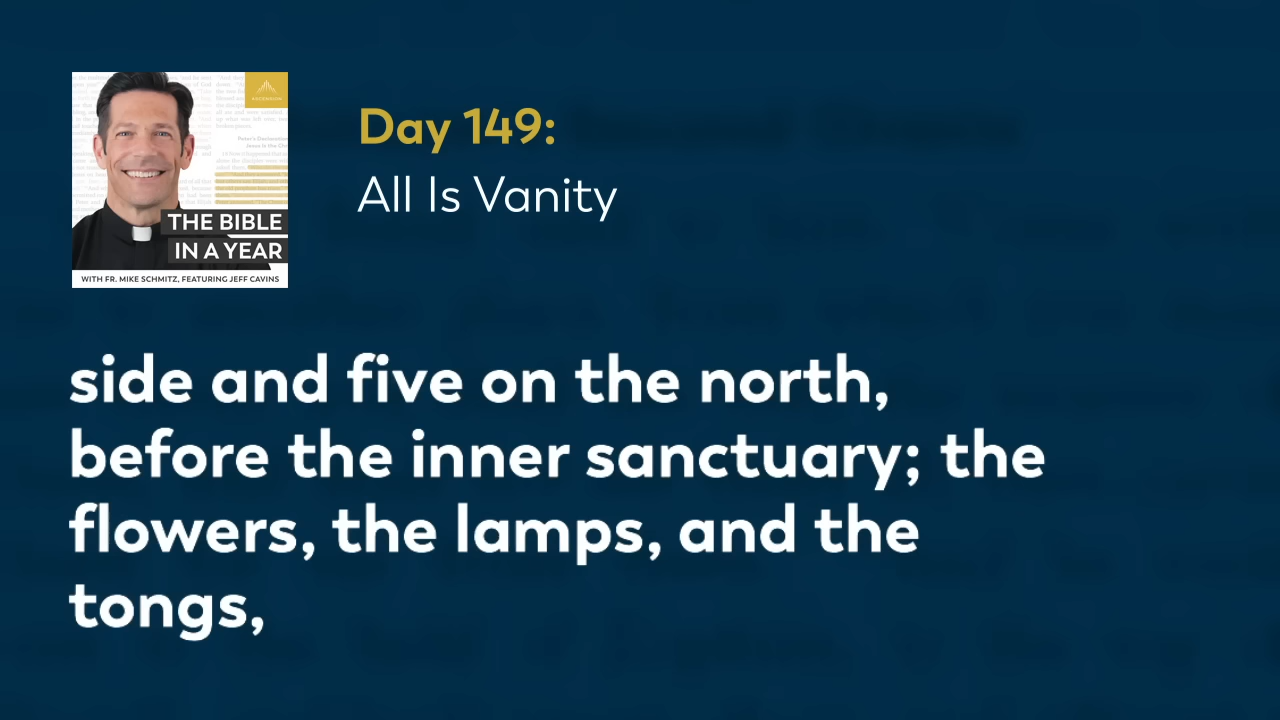 ASCENSION
THE BIBLE
IN A YEAR
WITH FR. MIKE SCHMITZ, FEATURING JEFF CAVINS
Day 149:
All Is Vanity
side and five on the north,
before the inner sanctuary; the
flowers, the lamps, and the
tongs,